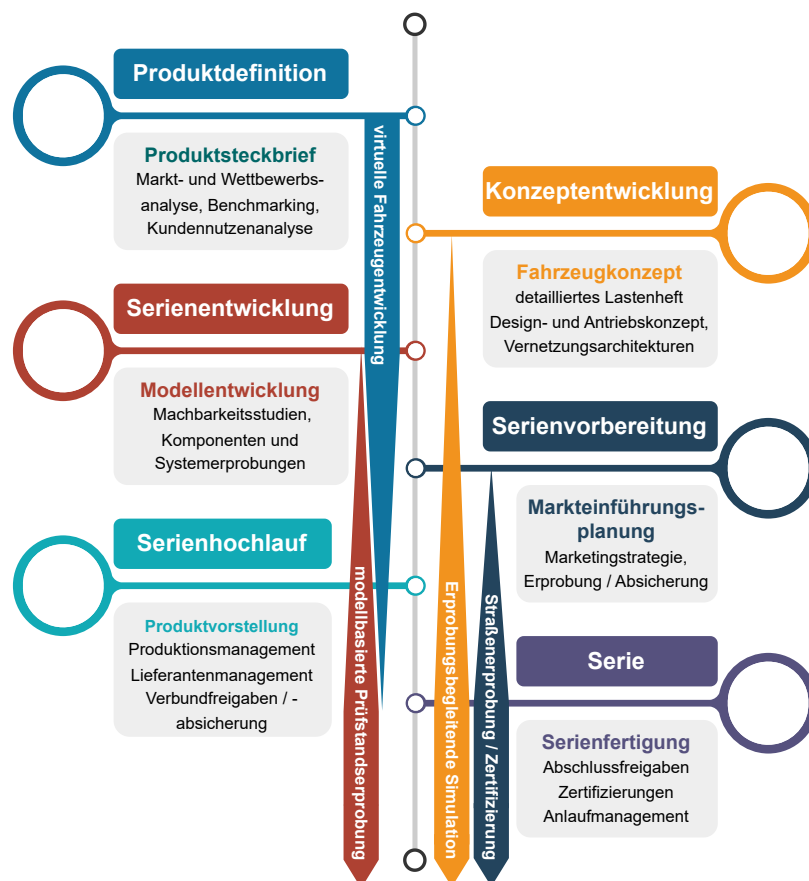 Produktdefinition
Produktsteckbrief
Markt- und Wettbewerbs-
analyse, Benchmarking,
Kundennutzenanalyse
virtuelle Fahrzeugentwicklung
Konzeptentwicklung
Fahrzeugkonzept
detailliertes Lastenheft
Design- und Antriebskonzept,
Vernetzungsarchitekturen
Serienentwicklung
Modellentwicklung
Machbarkeitsstudien,
Komponenten und
Systemerprobungen
Serienvorbereitung
Markteinführungs-
planung
Marketingstrategie,
Erprobung / Absicherung
Serienhochlauf
Produktvorstellung
Produktionsmanagement
Lieferantenmanagement
Verbundfreigaben / -
absicherung
modellbasierte Prüfstandserprobung
Erprobungsbegleitende Simulation
Straßenerprobung / Zertifizierung
Serie
Serienfertigung
Abschlussfreigaben
Zertifizierungen
Anlaufmanagement